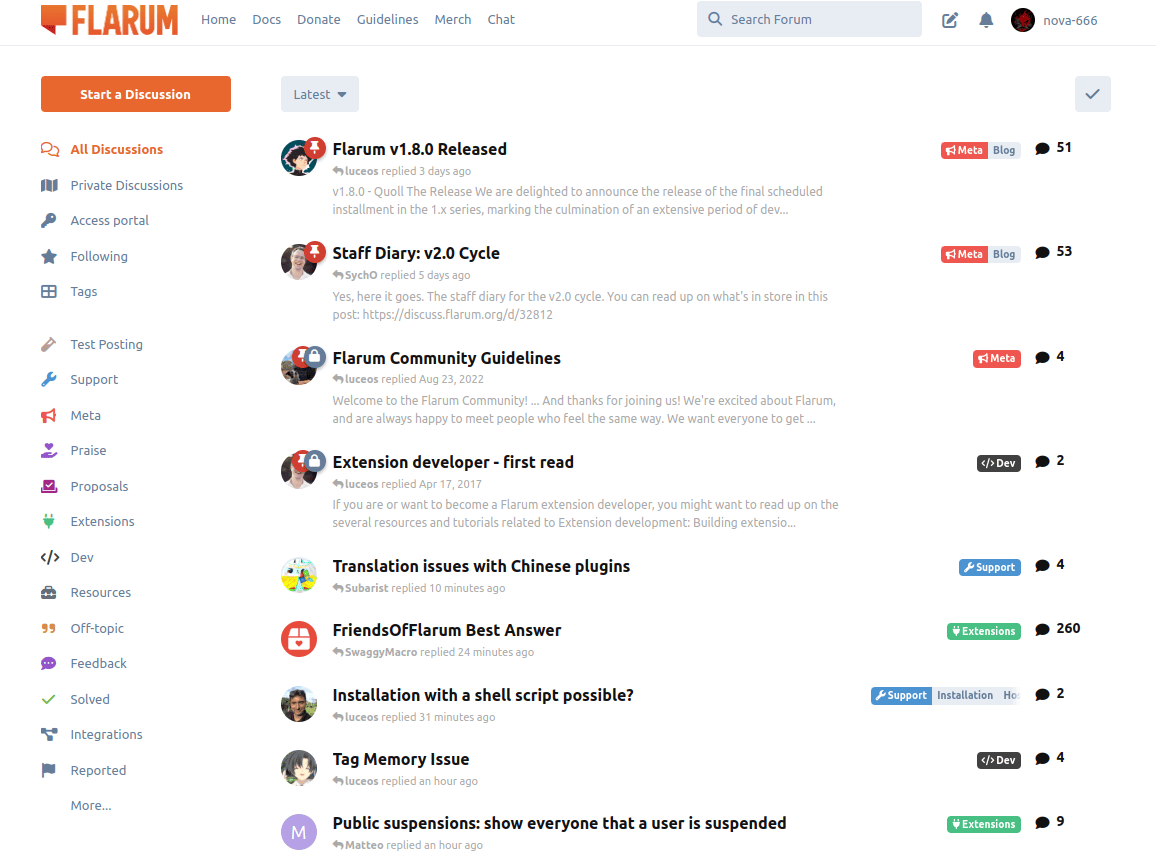 FLARUM
Home Docs Donate Guidelines Merch Chat
Search Forum
nova-666
Start a Discussion
Latest
All Discussions
Private Discussions
Access portal
Following
Tags
Test Posting
Support
Meta
Praise
Proposals
Extensions
Dev
Resources
Off-topic
Feedback
Solved
Integrations
Reported
More...
Flarum v1.8.0 Released
Meta Blog 51
luceos replied 3 days ago
v1.8.0 - Quoll The Release We are delighted to announce the release of the final scheduled
installment in the 1.x series, marking the culmination of an extensive period of dev...
Staff Diary: v2.0 Cycle
Meta Blog 53
SychO replied 5 days ago
Yes, here it goes. The staff diary for the v2.0 cycle. You can read up on what's in store in this
post: https://discuss.flarum.org/d/32812
Flarum Community Guidelines
Meta 4
luceos replied Aug 23, 2022
Welcome to the Flarum Community! ... And thanks for joining us! We're excited about Flarum,
and are always happy to meet people who feel the same way. We want everyone to get ...
Extension developer - first read
Dev 2
luceos replied Apr 17, 2017
If you are or want to become a Flarum extension developer, you might want to read up on the
several resources and tutorials related to Extension development: Building extensio...
Translation issues with Chinese plugins
Support 4
Subarist replied 10 minutes ago
FriendsOfFlarum Best Answer
Extensions 260
SwaggyMacro replied 24 minutes ago
Installation with a shell script possible?
Support Installation Ho 2
luceos replied 31 minutes ago
Tag Memory Issue
Dev 4
luceos replied an hour ago
M
Public suspensions: show everyone that a user is suspended
Extensions 9
Matteo replied an hour ago